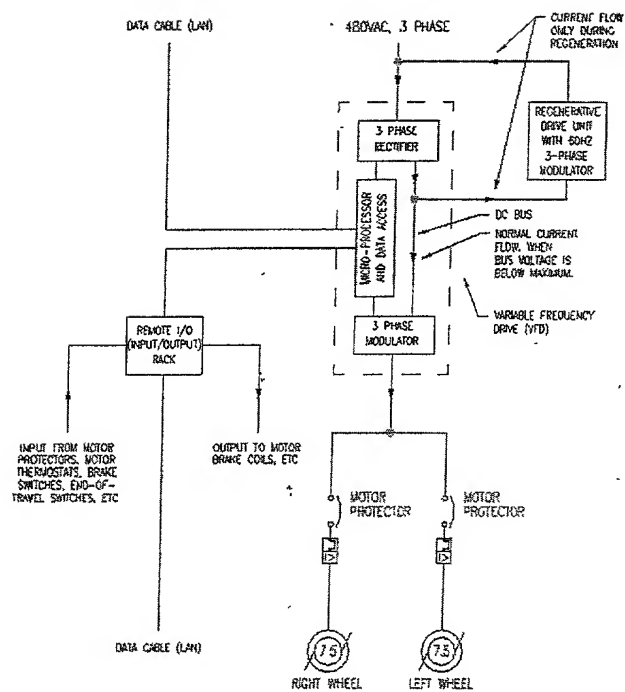 DATA CABLE (LAN)
480VAC, 3 PHASE
CURRENT FLOW
ONLY DURING
REGENERATION
REGENERATIVE
DRIVE UNIT
WITH 60HZ
3-PHASE
MODULATOR
3 PHASE
RECTIFIER
MICRO-PROCESSOR
AND DATA ACCESS
DC BUS
NORMAL CURRENT
FLOW, WHEN
BUS VOLTAGE IS
BELOW MAXIMUM.
3 PHASE
MODULATOR
VARIABLE FREQUENCY
DRIVE (VFD)
REMOTE I/O
(INPUT/OUTPUT)
RACK
INPUT FROM MOTOR
PROTECTORS, MOTOR
THERMOSTATS, BRAKE
SWITCHES, END-OF-
TRAVEL SWITCHES, ETC
OUTPUT TO MOTOR
BRAKE COILS, ETC
MOTOR
PROTECTOR
MOTOR
PROTECTOR
DATA CABLE (LAN)
7.5
RIGHT WHEEL
7.5
LEFT WHEEL